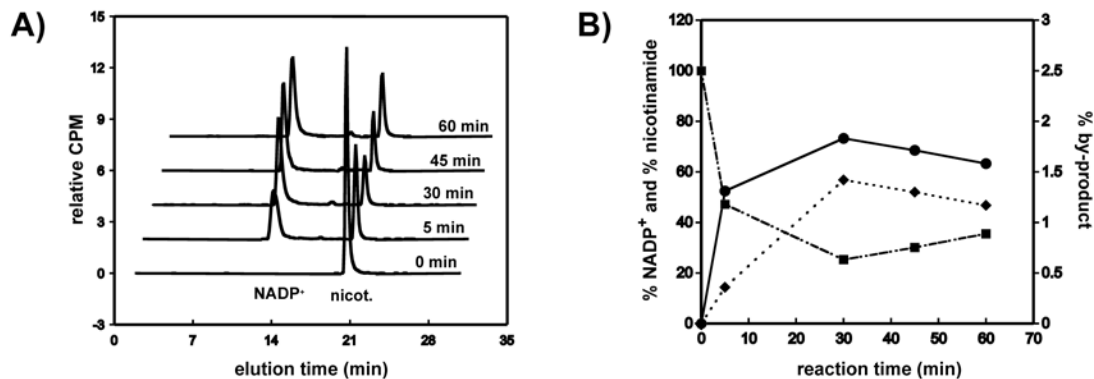 A)
15
12
9
6
3
0
-3
relative CPM
60 min
45 min
30 min
5 min
0 min
NADP+
nicot.
0 7 14 21 28 35
elution time (min)
B)
120
100
80
60
40
20
0
% NADP+ and % nicotinamide
3
2.5
2
1.5
1
0.5
0
% by-product
0 10 20 30 40 50 60 70
reaction time (min)